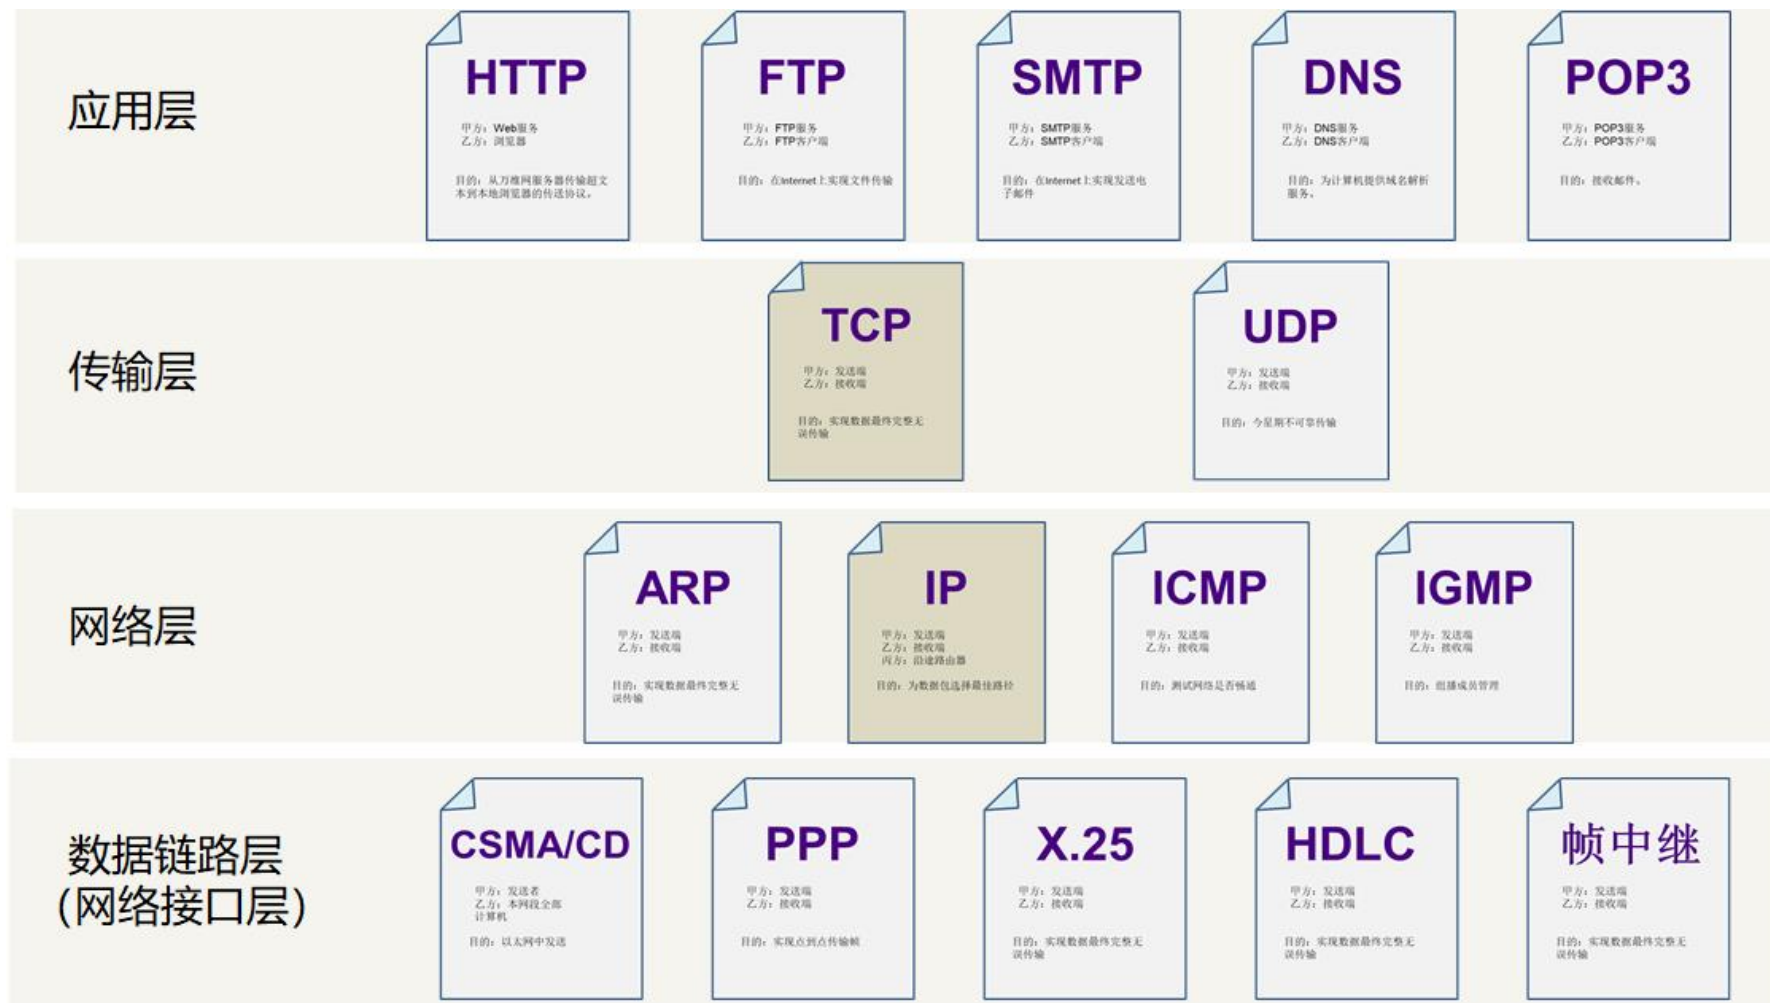 应用层
HTTP
甲方：Web服务
乙方：浏览器
目的：从万维网服务器传输超文
本到本地浏览器的传送协议。
FTP
甲方：FTP服务
乙方：FTP客户端
目的：在Internet上实现文件传输
SMTP
甲方：SMTP服务
乙方：SMTP客户端
目的：在Internet上实现发送电
子邮件
DNS
甲方：DNS服务
乙方：DNS客户端
目的：为计算机提供域名解析
服务。
POP3
甲方：POP3服务
乙方：POP3客户端
目的：接收邮件。
传输层
TCP
甲方：发送端
乙方：接收端
目的：实现数据最终完整无
误传输
UDP
甲方：发送端
乙方：接收端
目的：今星期不可靠传输
网络层
ARP
甲方：发送端
乙方：接收端
目的：实现数据最终完整无
误传输
IP
甲方：发送端
乙方：接收端
丙方：沿途路由器
目的：为数据包选择最佳路径
ICMP
甲方：发送端
乙方：接收端
目的：测试网络是否畅通
IGMP
甲方：发送端
乙方：接收端
目的：组播成员管理
数据链路层
(网络接口层)
CSMA/CD
甲方：发送者
乙方：本网段全部
计算机
目的：以太网中发送
PPP
甲方：发送端
乙方：接收端
目的：实现点到点传输帧
X.25
甲方：发送端
乙方：接收端
目的：实现数据最终完整无
误传输
HDLC
甲方：发送端
乙方：接收端
目的：实现数据最终完整无
误传输
帧中继
甲方：发送端
乙方：接收端
目的：实现数据最终完整无
误传输